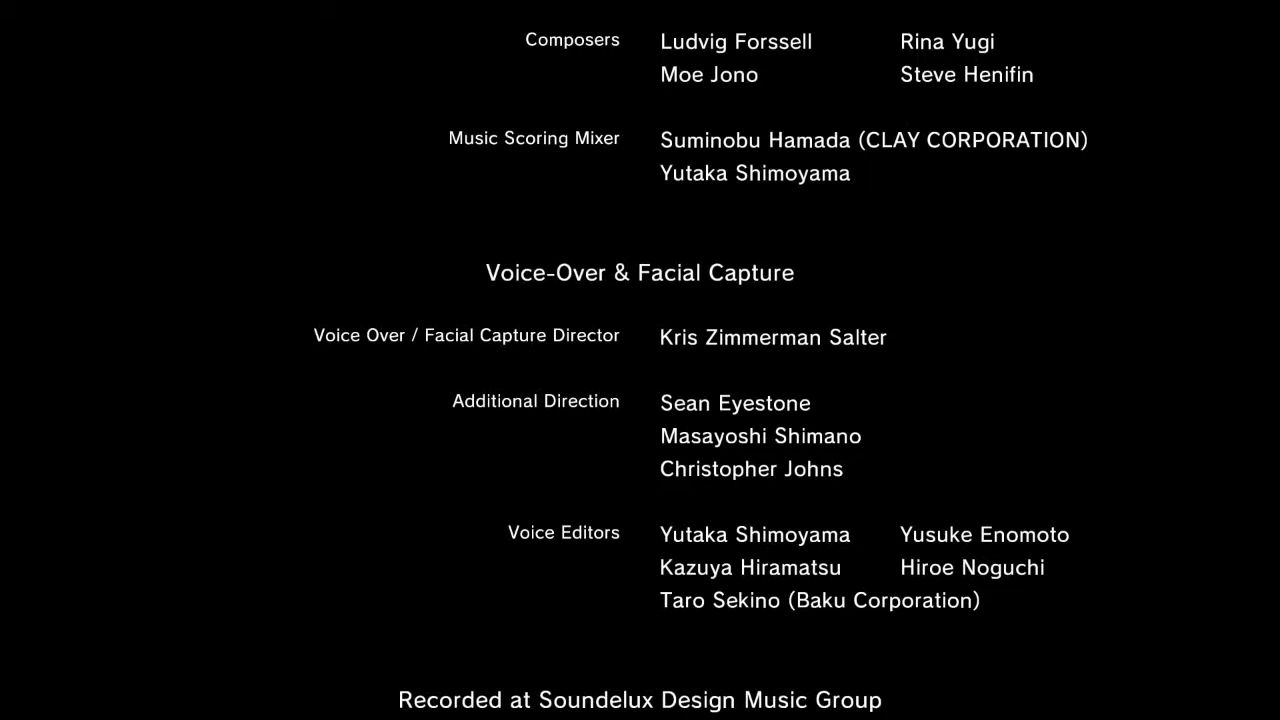 Composers Ludvig Forssell Rina Yugi
Moe Jono Steve Henifin
Music Scoring Mixer Suminobu Hamada (CLAY CORPORATION)
Yutaka Shimoyama
Voice-Over & Facial Capture
Voice Over / Facial Capture Director Kris Zimmerman Salter
Additional Direction Sean Eyestone
Masayoshi Shimano
Christopher Johns
Voice Editors Yutaka Shimoyama Yusuke Enomoto
Kazuya Hiramatsu Hiroe Noguchi
Taro Sekino (Baku Corporation)
Recorded at Soundelux Design Music Group